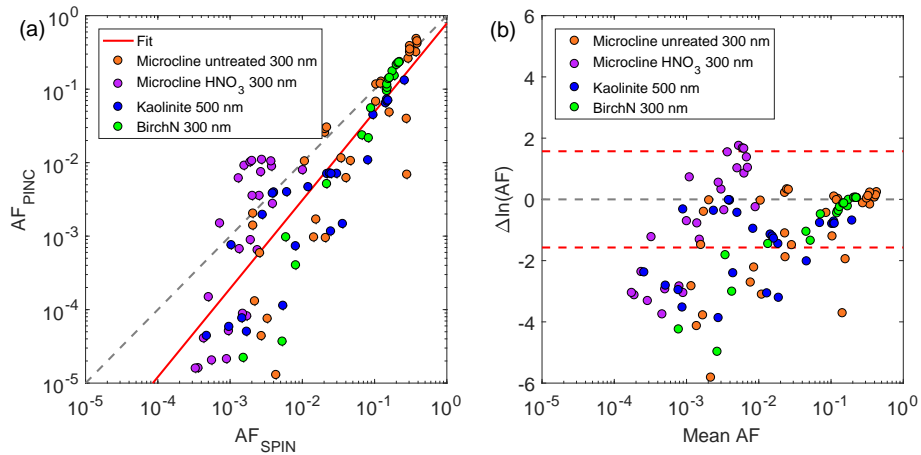 (a)
Fit
Microcline untreated 300 nm
Microcline HNO3 300 nm
Kaolinite 500 nm
BirchN 300 nm
AF_PINC
10^0
10^-1
10^-2
10^-3
10^-4
10^-5
10^-5 10^-4 10^-3 10^-2 10^-1 10^0
AF_SPIN
(b)
Microcline untreated 300 nm
Microcline HNO3 300 nm
Kaolinite 500 nm
BirchN 300 nm
Δln(AF)
6
4
2
0
-2
-4
-6
10^-5 10^-4 10^-3 10^-2 10^-1 10^0
Mean AF